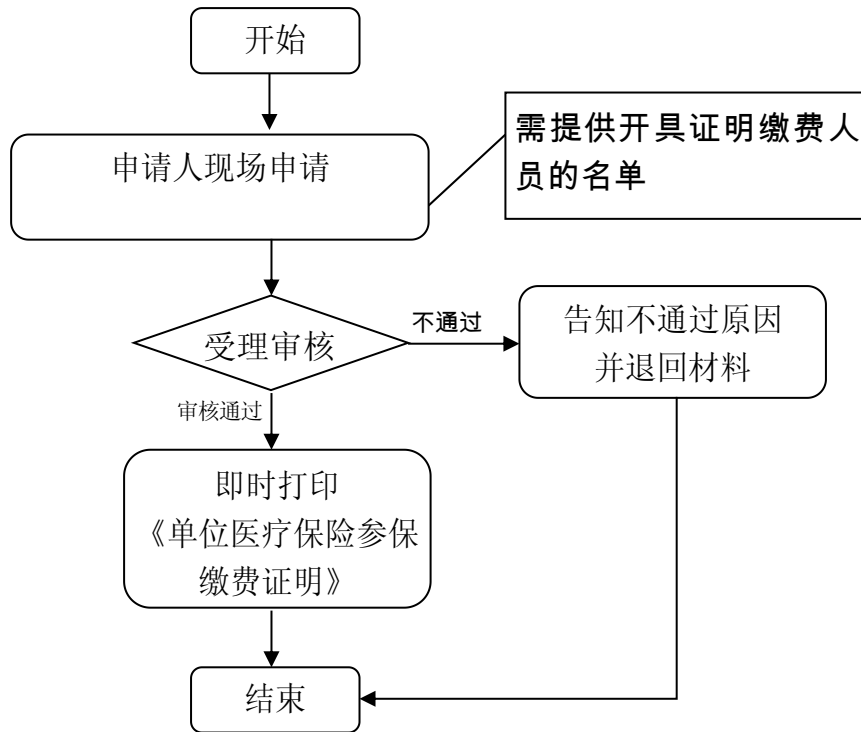 开始
申请人现场申请
需提供开具证明缴费人
员的名单
受理审核
不通过
告知不通过原因
并退回材料
审核通过
即时打印
《单位医疗保险参保
缴费证明》
结束